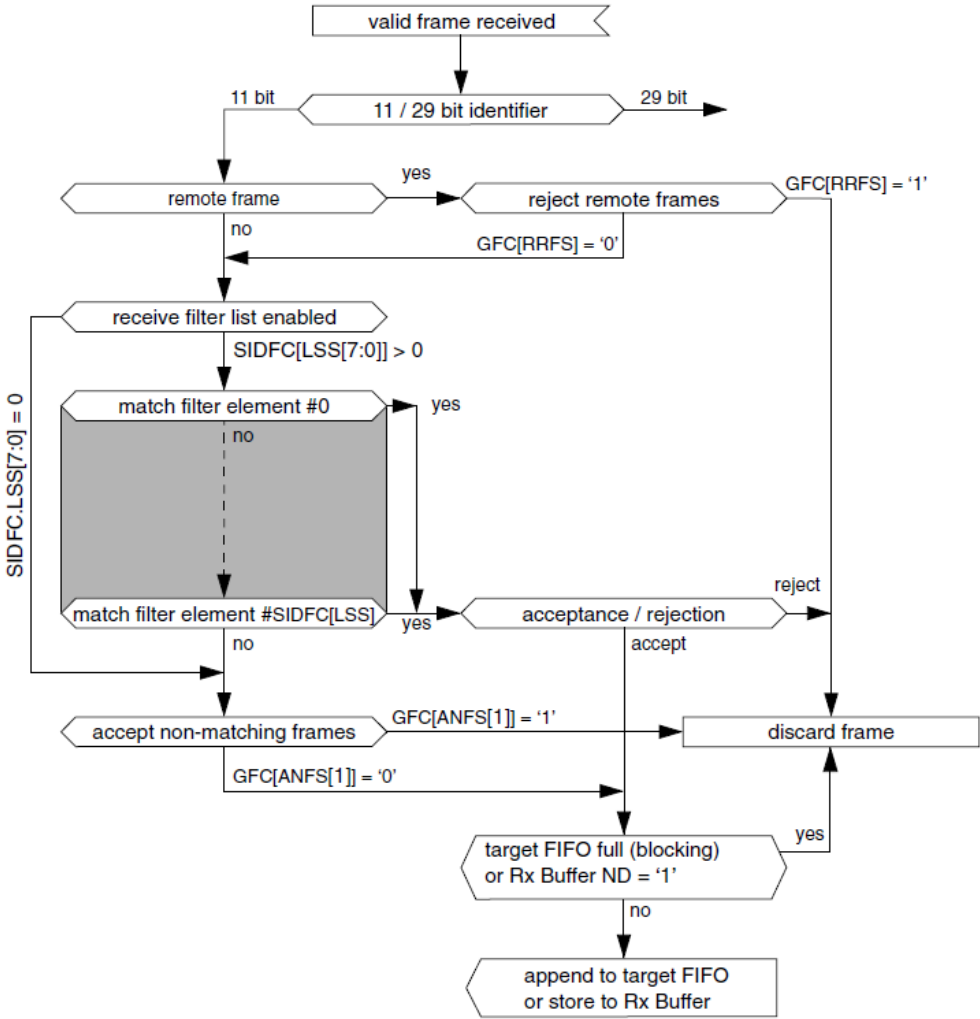 valid frame received
11 bit
11 / 29 bit identifier
29 bit
remote frame
yes
reject remote frames
GFC[RRFS] = ‘1’
no
GFC[RRFS] = ‘0’
receive filter list enabled
SIDFC[LSS[7:0]] > 0
SIDFC.LSS[7:0] = 0
match filter element #0
yes
no
match filter element #SIDFC[LSS]
yes
acceptance / rejection
reject
no
accept
accept non-matching frames
GFC[ANFS[1]] = ‘1’
discard frame
GFC[ANFS[1]] = ‘0’
target FIFO full (blocking)
or Rx Buffer ND = ‘1’
yes
no
append to target FIFO
or store to Rx Buffer